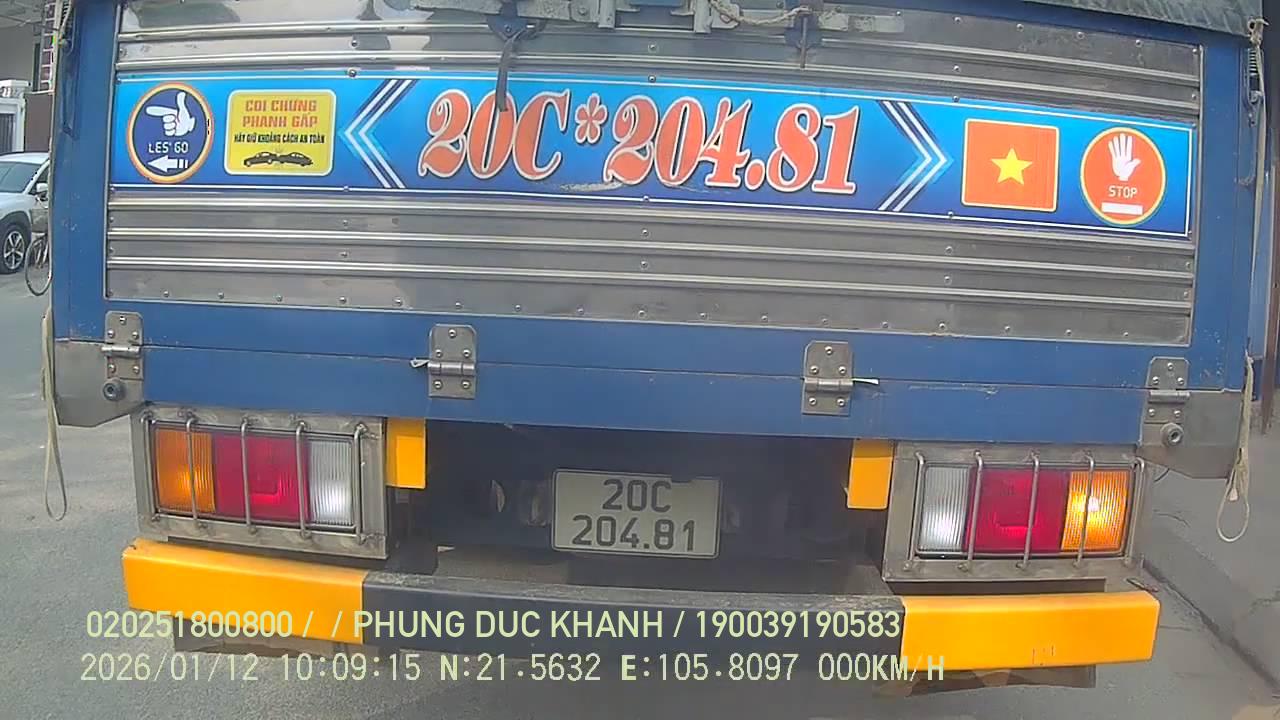 LES' GO
COI CHỪNG
PHANH GẤP
HÃY GIỮ KHOẢNG CÁCH AN TOÀN
20C*204.81
STOP
20C
204.81
020251800800 / / PHUNG DUC KHANH / 190039190583
2026/01/12 10:09:15 N:21.5632 E:105.8097 000KM/H